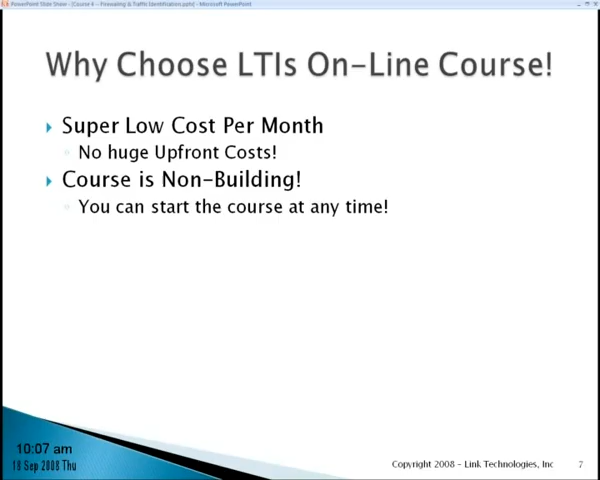 PowerPoint Slide Show - [Course 4 -- Firewalling & Traffic Identification.pptx] - Microsoft PowerPoint
Why Choose LTIs On-Line Course!
Super Low Cost Per Month
No huge Upfront Costs!
Course is Non-Building!
You can start the course at any time!
10:07 am
18 Sep 2008 Thu
Copyright 2008 - Link Technologies, Inc
7